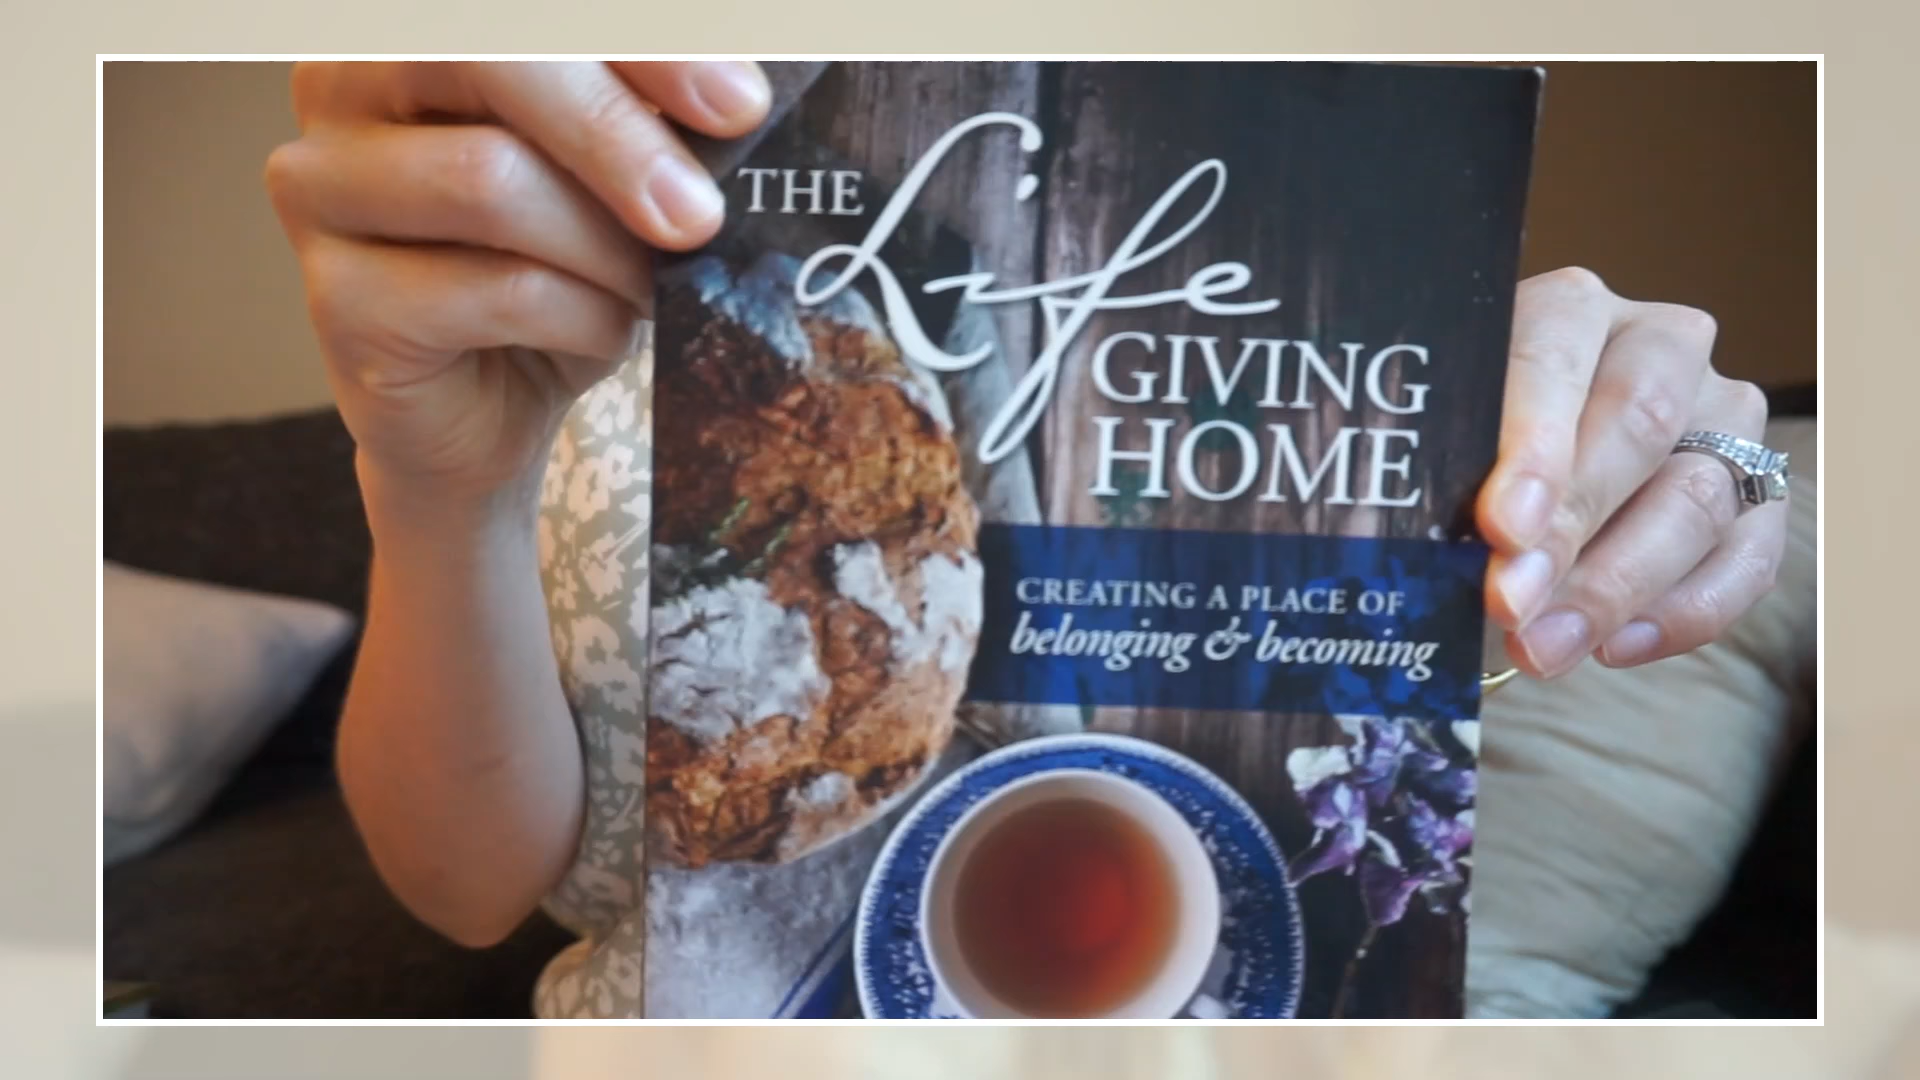 THE Life
GIVING
HOME
CREATING A PLACE OF
belonging & becoming